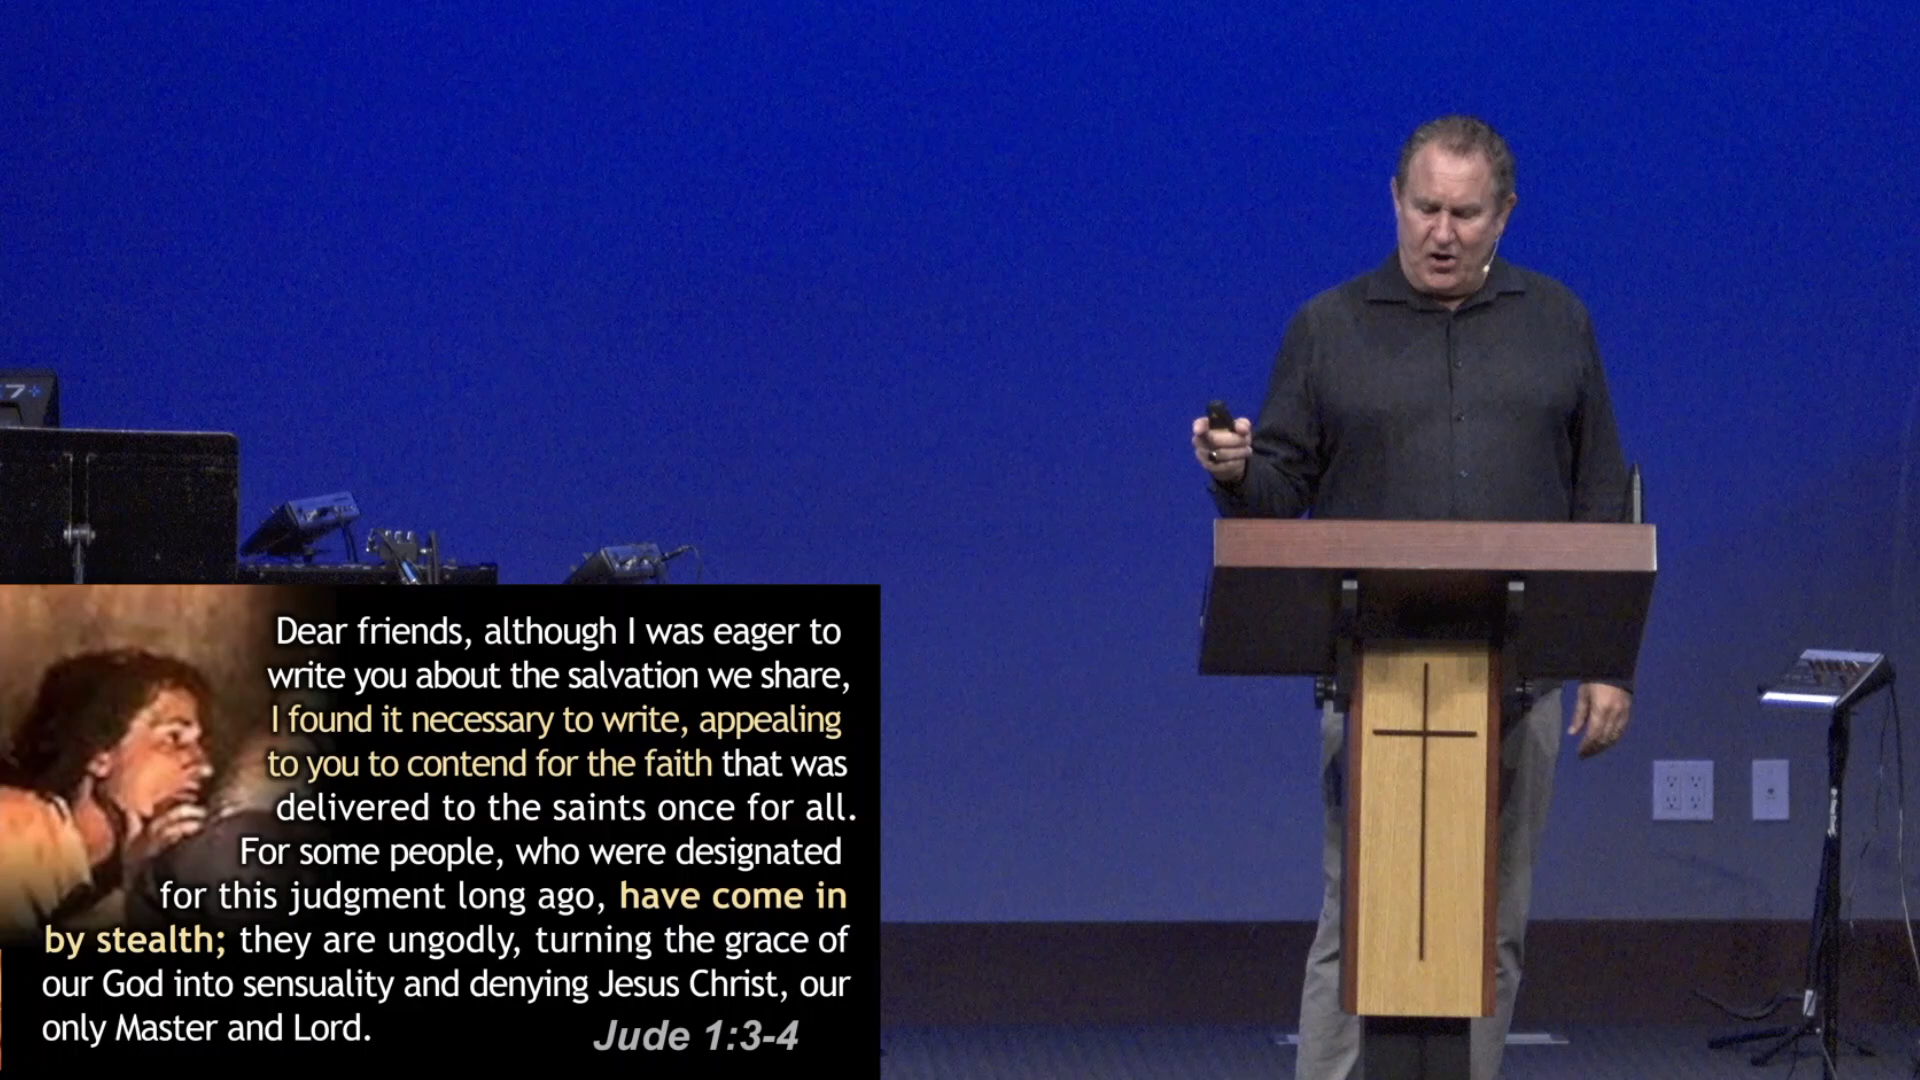 7+
Dear friends, although I was eager to
write you about the salvation we share,
I found it necessary to write, appealing
to you to contend for the faith that was
delivered to the saints once for all.
For some people, who were designated
for this judgment long ago, have come in
by stealth; they are ungodly, turning the grace of
our God into sensuality and denying Jesus Christ, our
only Master and Lord.
Jude 1:3-4